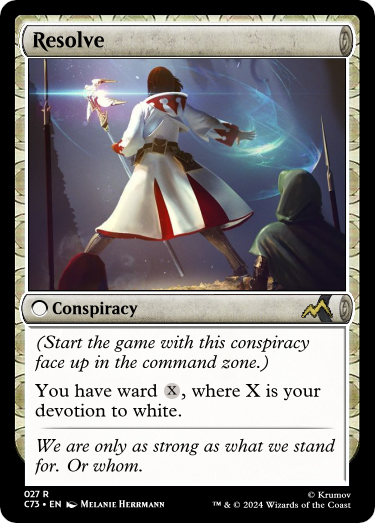 Resolve
Conspiracy
(Start the game with this conspiracy
face up in the command zone.)
You have ward X, where X is your
devotion to white.
We are only as strong as what we stand
for. Or whom.
027 R
C73 • EN Melanie Herrmann
© Krumov
™ & © 2024 Wizards of the Coast